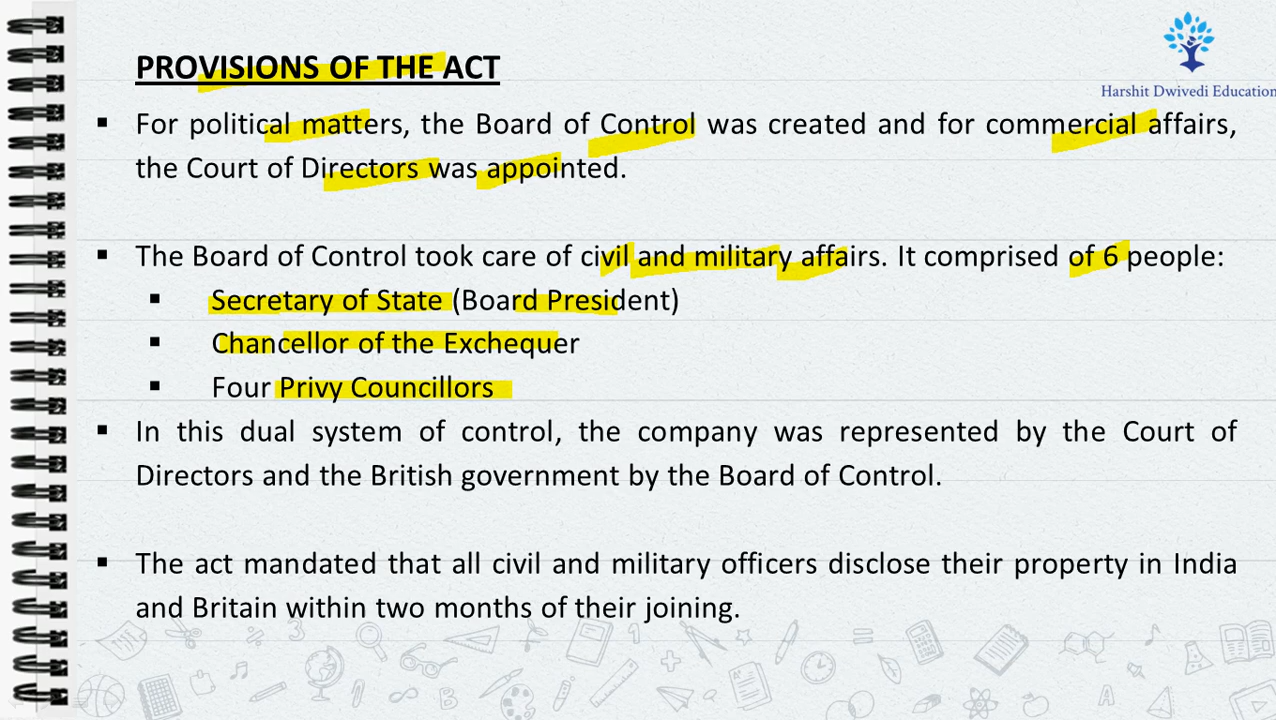 PROVISIONS OF THE ACT
Harshit Dwivedi Education
▪ For political matters, the Board of Control was created and for commercial affairs,
the Court of Directors was appointed.
▪ The Board of Control took care of civil and military affairs. It comprised of 6 people:
▪ Secretary of State (Board President)
▪ Chancellor of the Exchequer
▪ Four Privy Councillors
▪ In this dual system of control, the company was represented by the Court of
Directors and the British government by the Board of Control.
▪ The act mandated that all civil and military officers disclose their property in India
and Britain within two months of their joining.